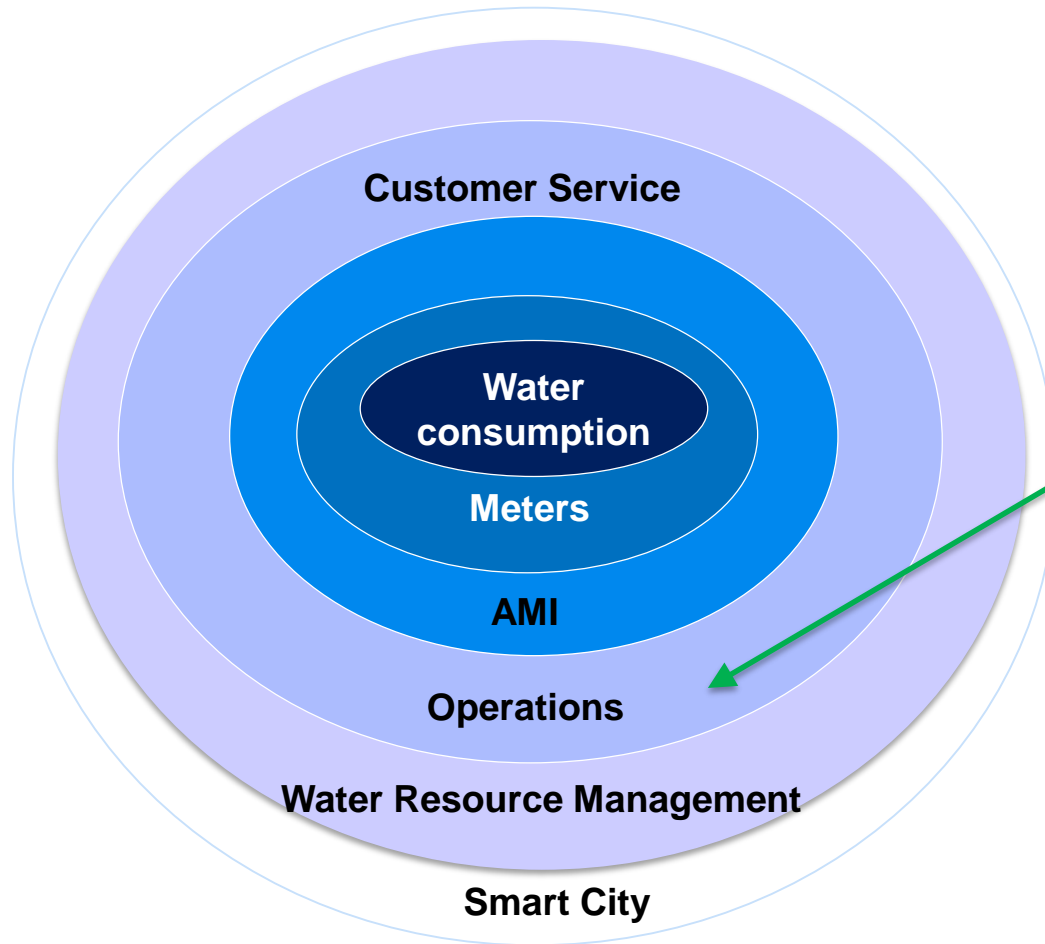 Customer Service
Water
consumption
Meters
AMI
Operations
Water Resource Management
Smart City